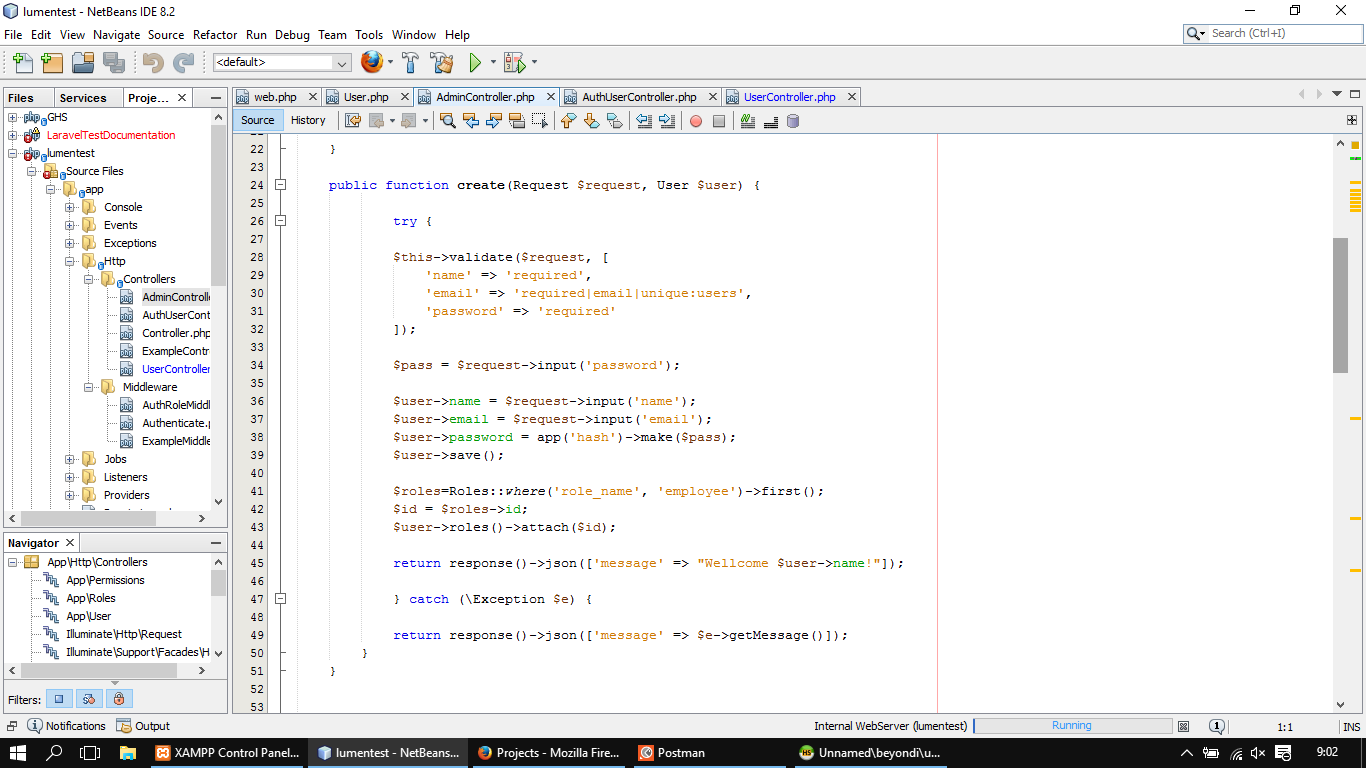 lumentest - NetBeans IDE 8.2
File Edit View Navigate Source Refactor Run Debug Team Tools Window Help
Search (Ctrl+I)
<default>
Files Services Proje...
GHS
LaravelTestDocumentation
lumentest
Source Files
app
Console
Events
Exceptions
Http
Controllers
AdminControlle
AuthUserCont
Controller.php
ExampleContr
UserController
Middleware
AuthRoleMiddl
Authenticate.p
ExampleMiddle
Jobs
Listeners
Providers
Navigator
App\Http\Controllers
App\Permissions
App\Roles
App\User
Illuminate\Http\Request
Illuminate\Support\Facades\H
Filters:
web.php User.php AdminController.php AuthUserController.php UserController.php
Source History
22 }
23
24 public function create(Request $request, User $user) {
25
26 try {
27
28 $this->validate($request, [
29 'name' => 'required',
30 'email' => 'required|email|unique:users',
31 'password' => 'required'
32 ]);
33
34 $pass = $request->input('password');
35
36 $user->name = $request->input('name');
37 $user->email = $request->input('email');
38 $user->password = app('hash')->make($pass);
39 $user->save();
40
41 $roles=Roles::where('role_name', 'employee')->first();
42 $id = $roles->id;
43 $user->roles()->attach($id);
44
45 return response()->json(['message' => "Wellcome $user->name!"]);
46
47 } catch (\Exception $e) {
48
49 return response()->json(['message' => $e->getMessage()]);
50 }
51 }
52
53
Notifications Output
Internal WebServer (lumentest) Running 1 1:1 INS
XAMPP Control Panel... lumentest - NetBeans... Projects - Mozilla Fire... Postman Unnamed\beyondi\u... 9:02